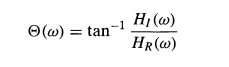 Θ(ω) = tan⁻¹ H_I(ω) / H_R(ω)